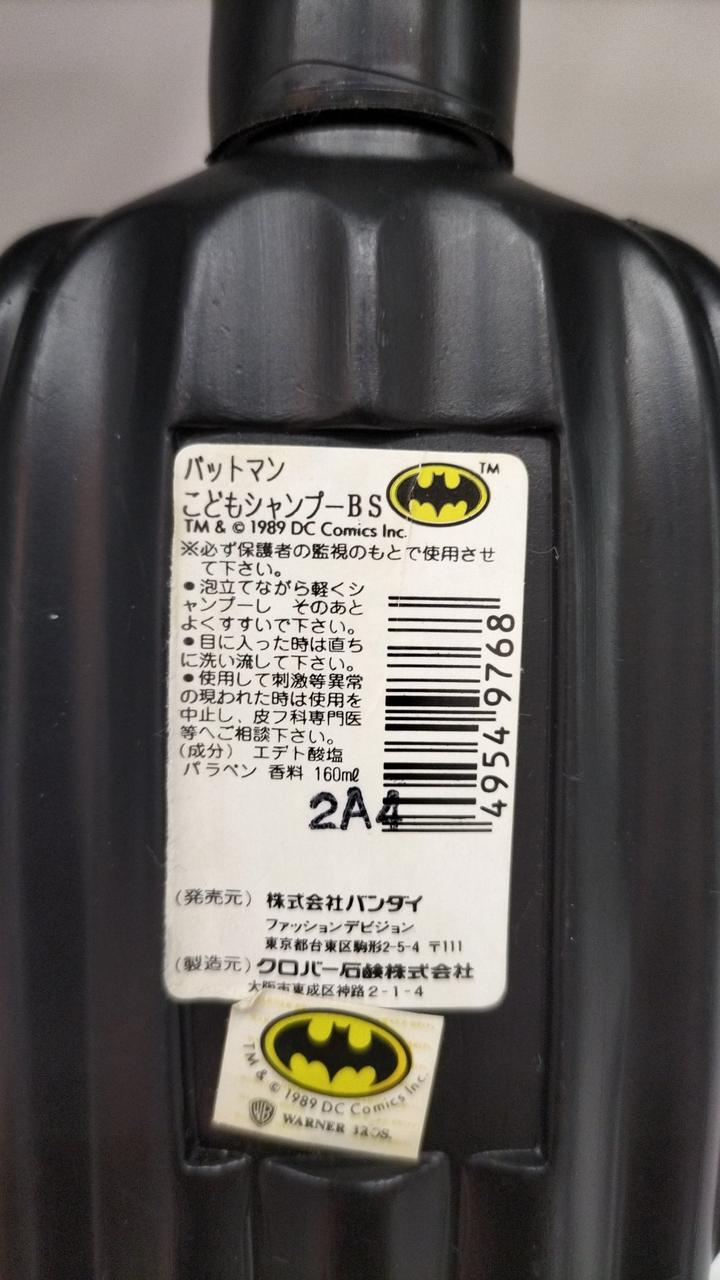 バットマン
こどもシャンプーBS
TM
TM & © 1989 DC Comics Inc.
※必ず保護者の監視のもとで使用させ
て下さい。
●泡立てながら軽くシ
ャンプーし　そのあと
よくすすいで下さい。
●目に入った時は直ち
に洗い流して下さい。
●使用して刺激等異常
の現われた時は使用を
中止し、皮フ科専門医
等へご相談下さい。
(成分)　エデト酸塩
パラベン 香料 160ml
4954 9768
2A4
(発売元) 株式会社バンダイ
ファッションデビジョン
東京都台東区駒形2-5-4 〒111
(製造元) クロバー石鹸株式会社
大阪市東成区神路2-1-4
TM & © 1989 DC Comics Inc.
WB WARNER BROS.